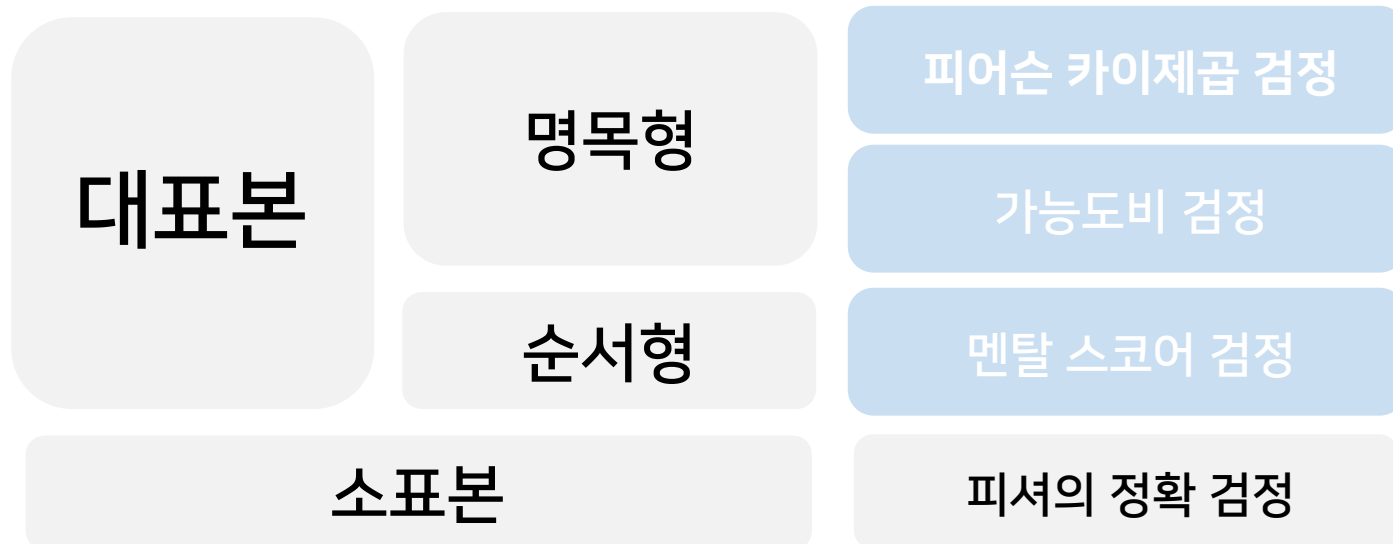 대표본
명목형
피어슨 카이제곱 검정
가능도비 검정
순서형
멘탈 스코어 검정
소표본
피셔의 정확 검정